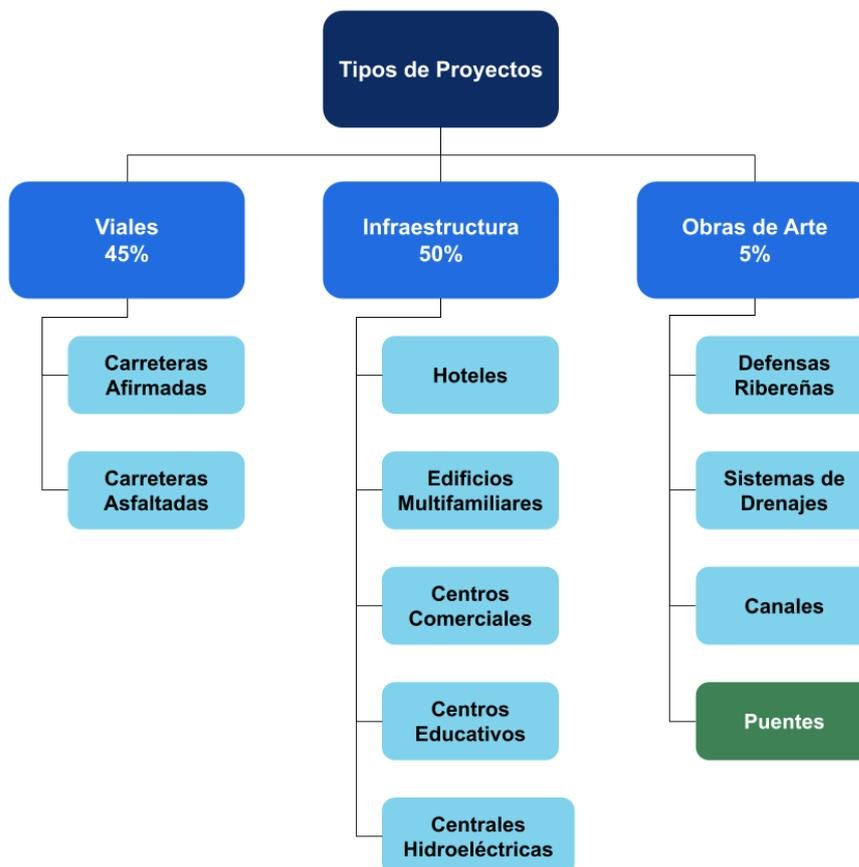 Tipos de Proyectos
Viales
45%
Carreteras
Afirmadas
Carreteras
Asfaltadas
Infraestructura
50%
Hoteles
Edificios
Multifamiliares
Centros
Comerciales
Centros
Educativos
Centrales
Hidroeléctricas
Obras de Arte
5%
Defensas
Ribereñas
Sistemas de
Drenajes
Canales
Puentes